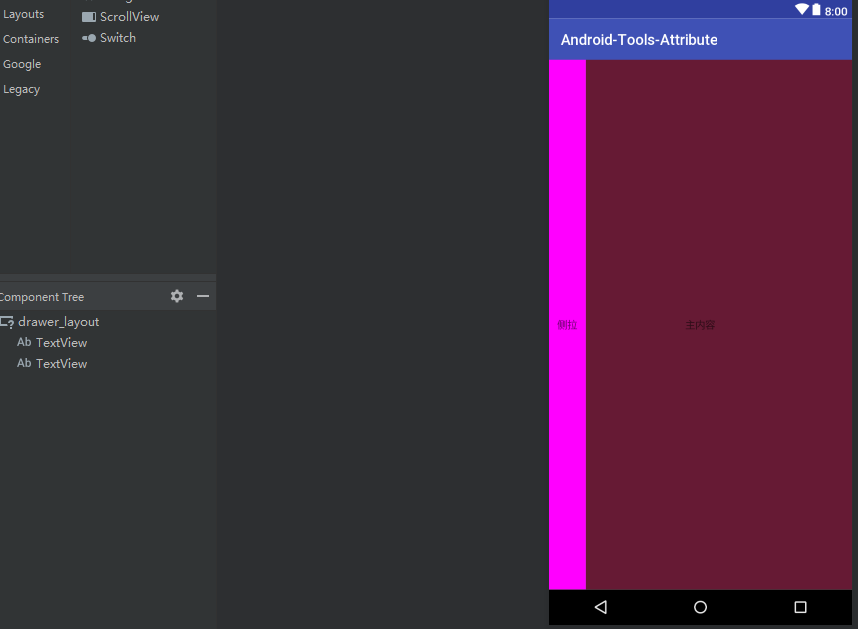 Layouts
ScrollView
Containers
Switch
Google
Legacy
Component Tree
drawer_layout
Ab TextView
Ab TextView
8:00
Android-Tools-Attribute
侧拉
主内容